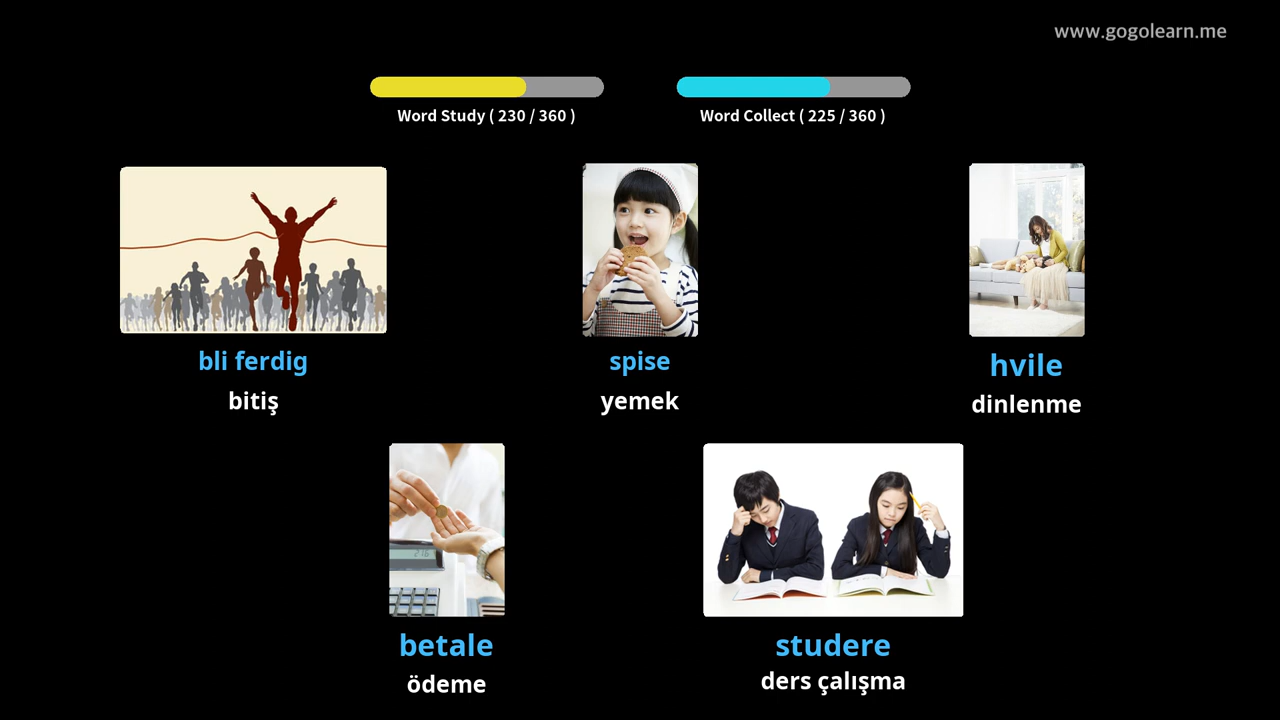 www.gogolearn.me
Word Study ( 230 / 360 )
Word Collect ( 225 / 360 )
bli ferdig
bitiş
spise
yemek
hvile
dinlenme
betale
ödeme
studere
ders çalışma